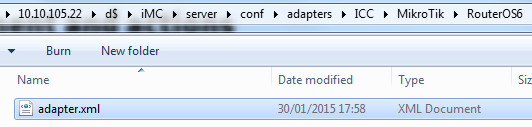 10.10.105.22 ▸ d$ ▸ iMC ▸ server ▸ conf ▸ adapters ▸ ICC ▸ MikroTik ▸ RouterOS6
Burn New folder
Name Date modified Type Siz
adapter.xml 30/01/2015 17:58 XML Document